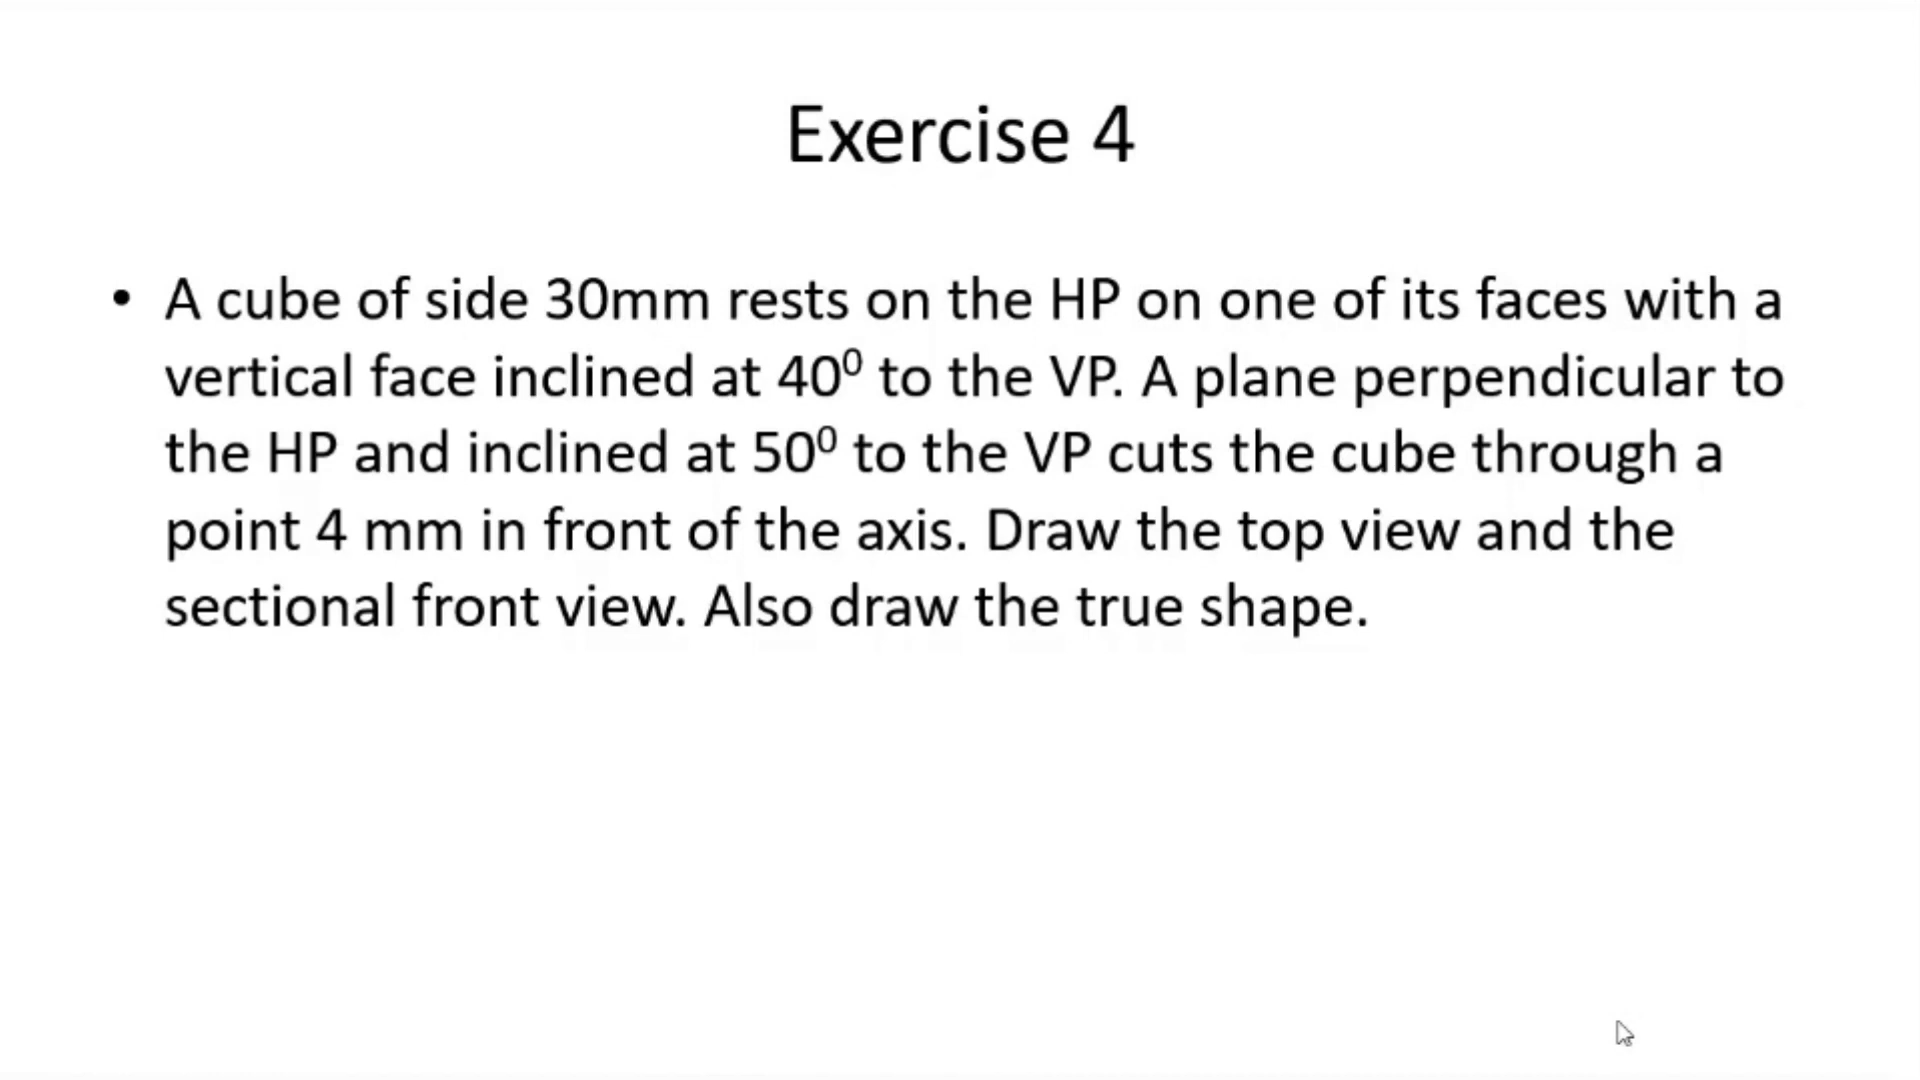 Exercise 4
• A cube of side 30mm rests on the HP on one of its faces with a
vertical face inclined at 40⁰ to the VP. A plane perpendicular to
the HP and inclined at 50⁰ to the VP cuts the cube through a
point 4 mm in front of the axis. Draw the top view and the
sectional front view. Also draw the true shape.